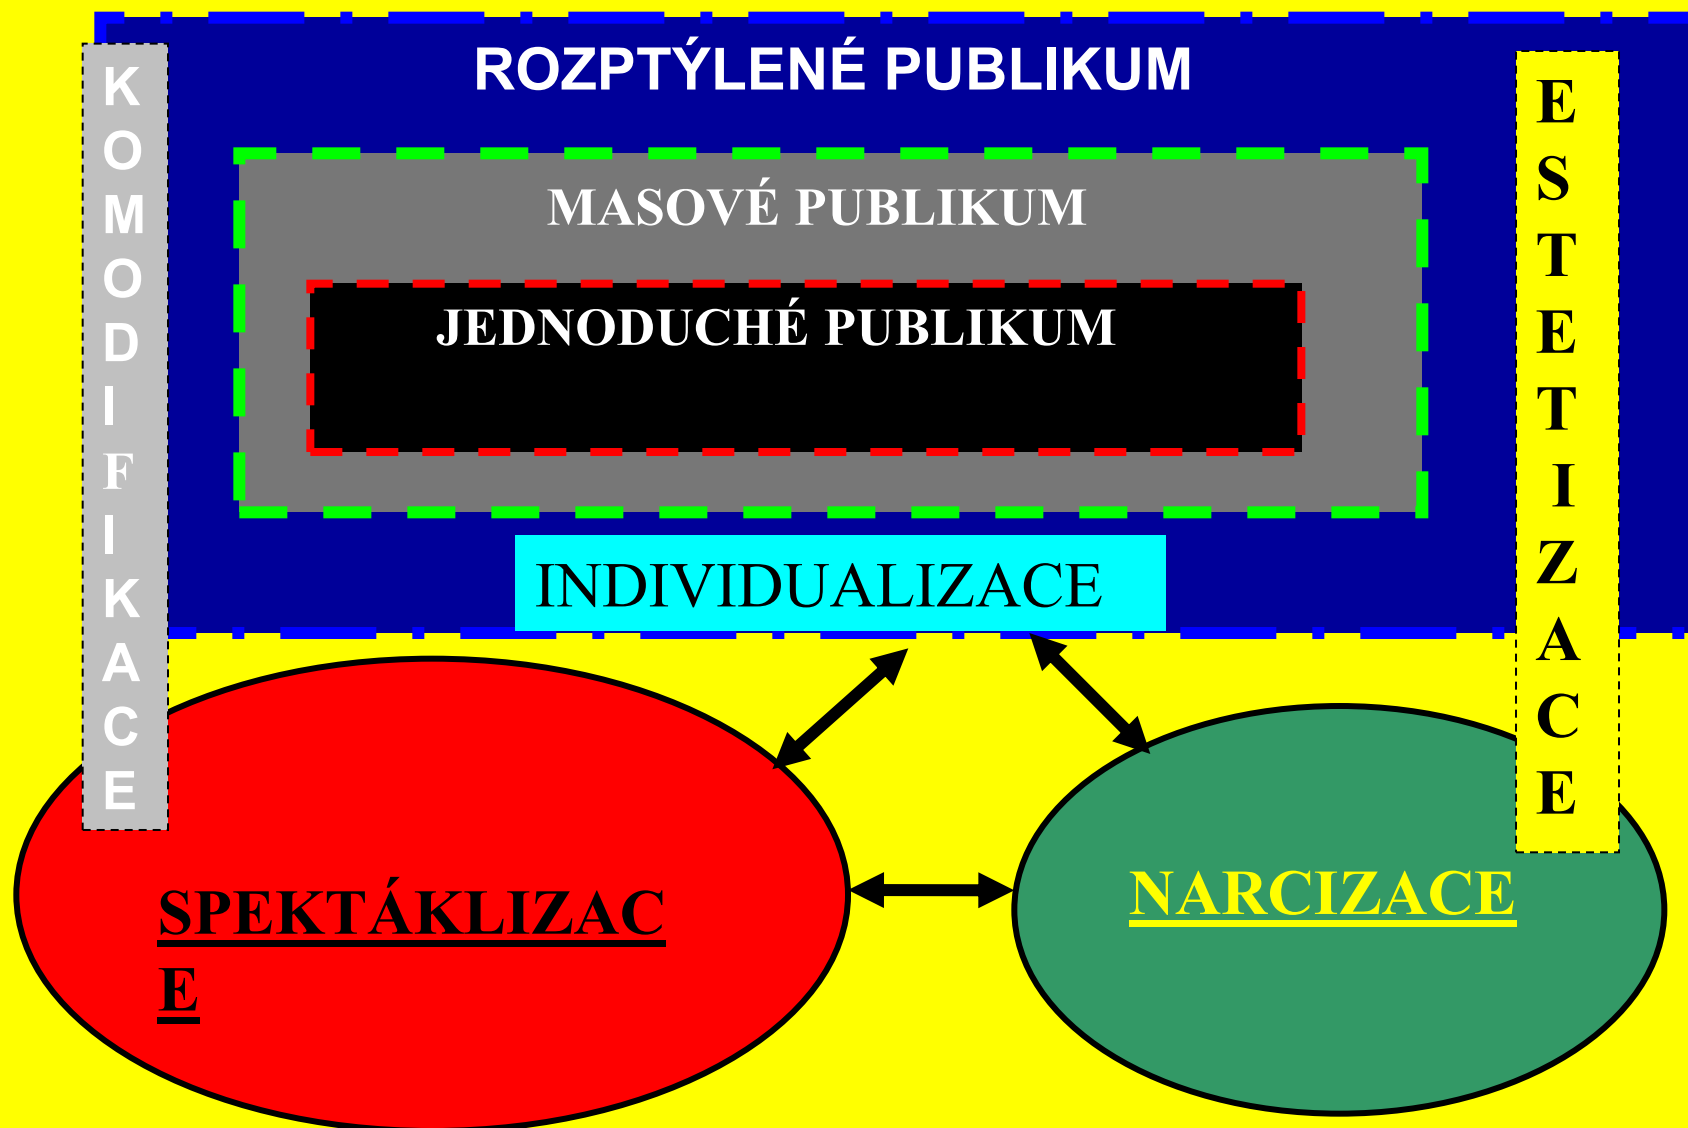 ROZPTÝLENÉ PUBLIKUM
MASOVÉ PUBLIKUM
JEDNODUCHÉ PUBLIKUM
INDIVIDUALIZACE
K
O
M
O
D
I
F
I
K
A
C
E
E
S
T
E
T
I
Z
A
C
E
SPEKTÁKLIZAC
E
NARCIZACE